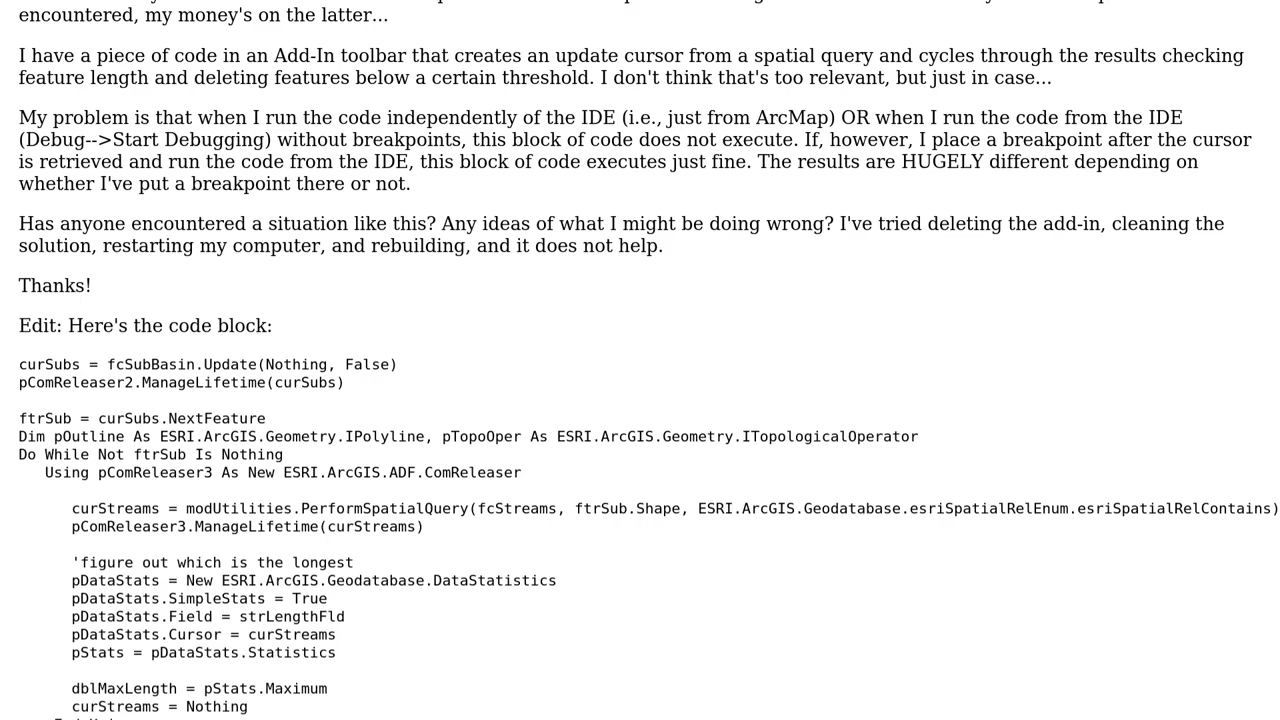 encountered, my money's on the latter...
I have a piece of code in an Add-In toolbar that creates an update cursor from a spatial query and cycles through the results checking
feature length and deleting features below a certain threshold. I don't think that's too relevant, but just in case...
My problem is that when I run the code independently of the IDE (i.e., just from ArcMap) OR when I run the code from the IDE
(Debug-->Start Debugging) without breakpoints, this block of code does not execute. If, however, I place a breakpoint after the cursor
is retrieved and run the code from the IDE, this block of code executes just fine. The results are HUGELY different depending on
whether I've put a breakpoint there or not.
Has anyone encountered a situation like this? Any ideas of what I might be doing wrong? I've tried deleting the add-in, cleaning the
solution, restarting my computer, and rebuilding, and it does not help.
Thanks!
Edit: Here's the code block:
curSubs = fcSubBasin.Update(Nothing, False)
pComReleaser2.ManageLifetime(curSubs)
ftrSub = curSubs.NextFeature
Dim pOutline As ESRI.ArcGIS.Geometry.IPolyline, pTopoOper As ESRI.ArcGIS.Geometry.ITopologicalOperator
Do While Not ftrSub Is Nothing
Using pComReleaser3 As New ESRI.ArcGIS.ADF.ComReleaser
curStreams = modUtilities.PerformSpatialQuery(fcStreams, ftrSub.Shape, ESRI.ArcGIS.Geodatabase.esriSpatialRelEnum.esriSpatialRelContains)
pComReleaser3.ManageLifetime(curStreams)
'figure out which is the longest
pDataStats = New ESRI.ArcGIS.Geodatabase.DataStatistics
pDataStats.SimpleStats = True
pDataStats.Field = strLengthFld
pDataStats.Cursor = curStreams
pStats = pDataStats.Statistics
dblMaxLength = pStats.Maximum
curStreams = Nothing